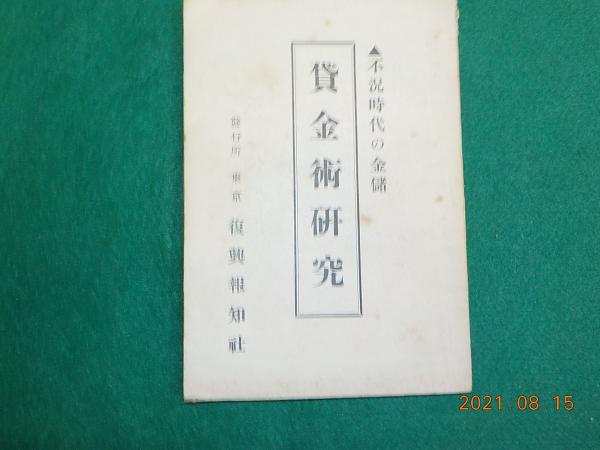 ▲不況時代の金儲
貸金術研究
発行所 東京 復興報知社
2021.08.15